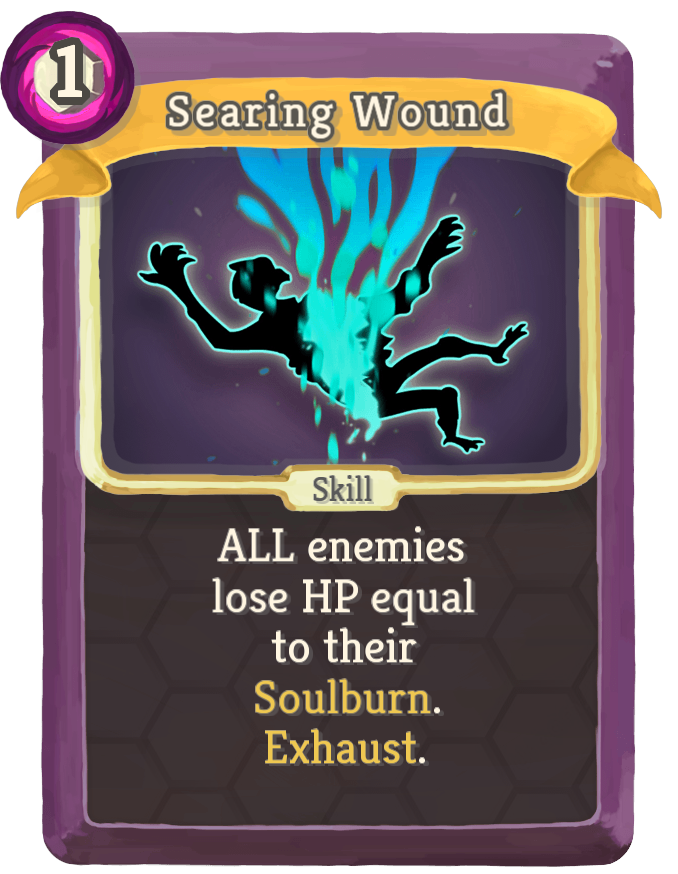 1
Searing Wound
Skill
ALL enemies
lose HP equal
to their
Soulburn.
Exhaust.